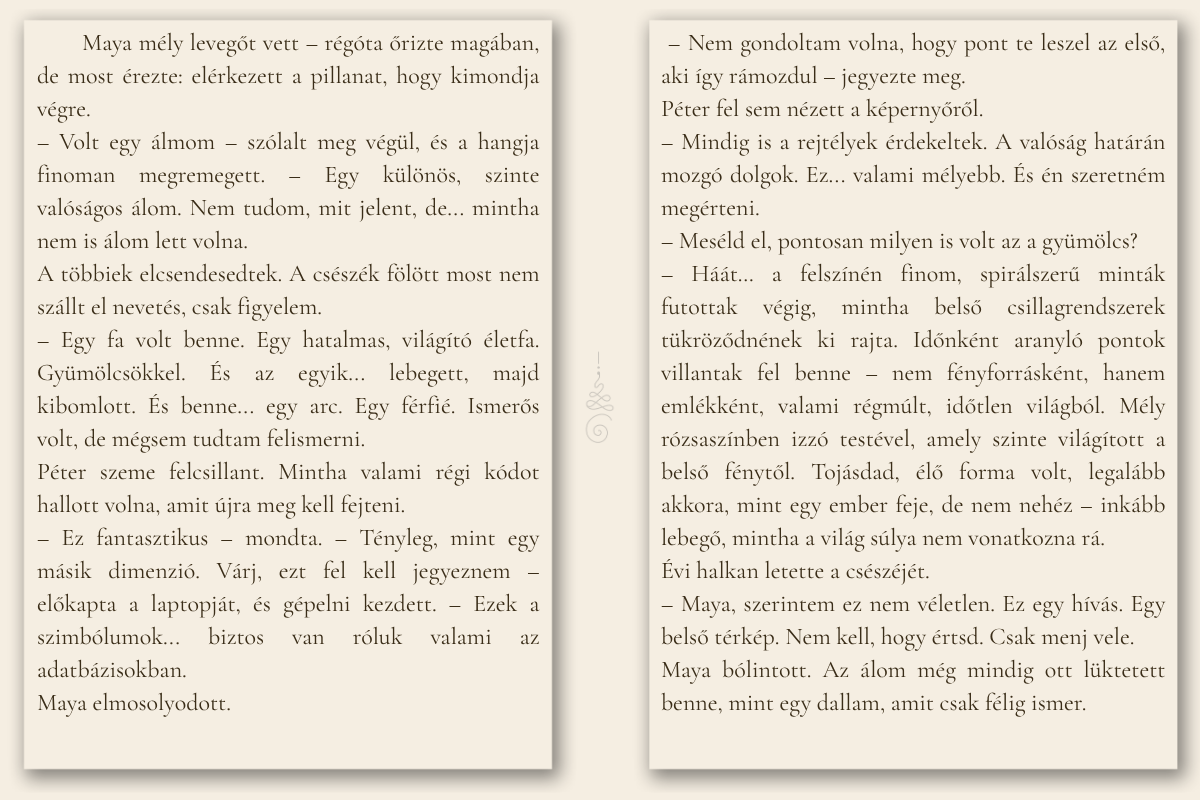 Maya mély levegőt vett – régóta őrizte magában,
de most érezte: elérkezett a pillanat, hogy kimondja
végre.
– Volt egy álmom – szólalt meg végül, és a hangja
finoman megremegett. – Egy különös, szinte
valóságos álom. Nem tudom, mit jelent, de... mintha
nem is álom lett volna.
A többiek elcsendesedtek. A csészék fölött most nem
szállt el nevetés, csak figyelem.
– Egy fa volt benne. Egy hatalmas, világító életfa.
Gyümölcsökkel. És az egyik... lebegett, majd
kibomlott. És benne... egy arc. Egy férfié. Ismerős
volt, de mégsem tudtam felismerni.
Péter szeme felcsillant. Mintha valami régi kódot
hallott volna, amit újra meg kell fejteni.
– Ez fantasztikus – mondta. – Tényleg, mint egy
másik dimenzió. Várj, ezt fel kell jegyeznem –
előkapta a laptopját, és gépelni kezdett. – Ezek a
szimbólumok... biztos van róluk valami az
adatbázisokban.
Maya elmosolyodott.
– Nem gondoltam volna, hogy pont te leszel az első,
aki így rámozdul – jegyezte meg.
Péter fel sem nézett a képernyőről.
– Mindig is a rejtélyek érdekeltek. A valóság határán
mozgó dolgok. Ez... valami mélyebb. És én szeretném
megérteni.
– Meséld el, pontosan milyen is volt az a gyümölcs?
– Háát... a felszínén finom, spirálszerű minták
futottak végig, mintha belső csillagrendszerek
tükröződnének ki rajta. Időnként aranyló pontok
villantak fel benne – nem fényforrásként, hanem
emlékként, valami régmúlt, időtlen világból. Mély
rózsaszínben izzó testével, amely szinte világított a
belső fénytől. Tojásdad, élő forma volt, legalább
akkora, mint egy ember feje, de nem nehéz – inkább
lebegő, mintha a világ súlya nem vonatkozna rá.
Évi halkan letette a csészéjét.
– Maya, szerintem ez nem véletlen. Ez egy hívás. Egy
belső térkép. Nem kell, hogy értsd. Csak menj vele.
Maya bólintott. Az álom még mindig ott lüktetett
benne, mint egy dallam, amit csak félig ismer.